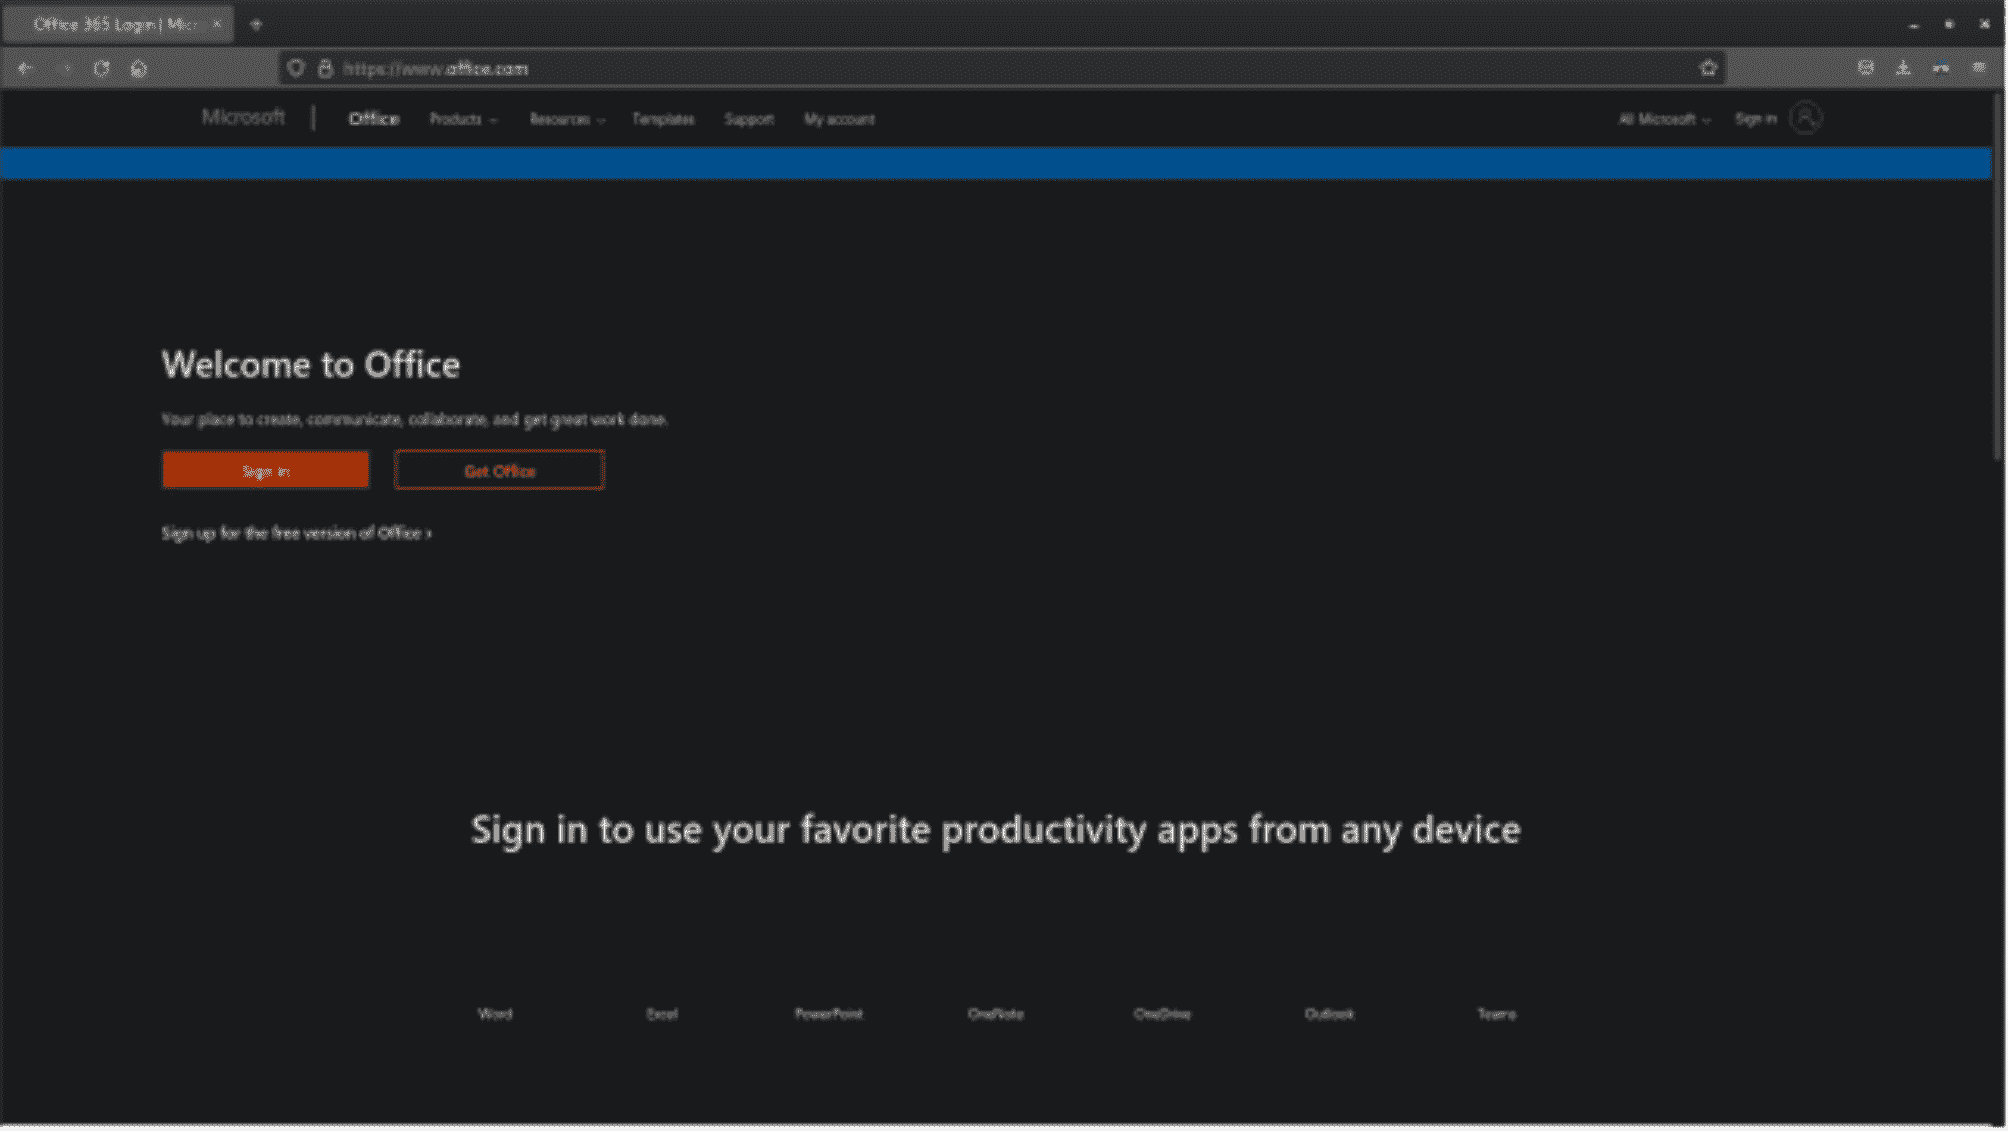 Office 365 Login | Micr
https://www.office.com
Microsoft | Office Products Resources Templates Support My account All Microsoft Sign in
Welcome to Office
Your place to create, communicate, collaborate, and get great work done.
Sign in Get Office
Sign up for the free version of Office ›
Sign in to use your favorite productivity apps from any device
Word Excel PowerPoint OneNote OneDrive Outlook Teams